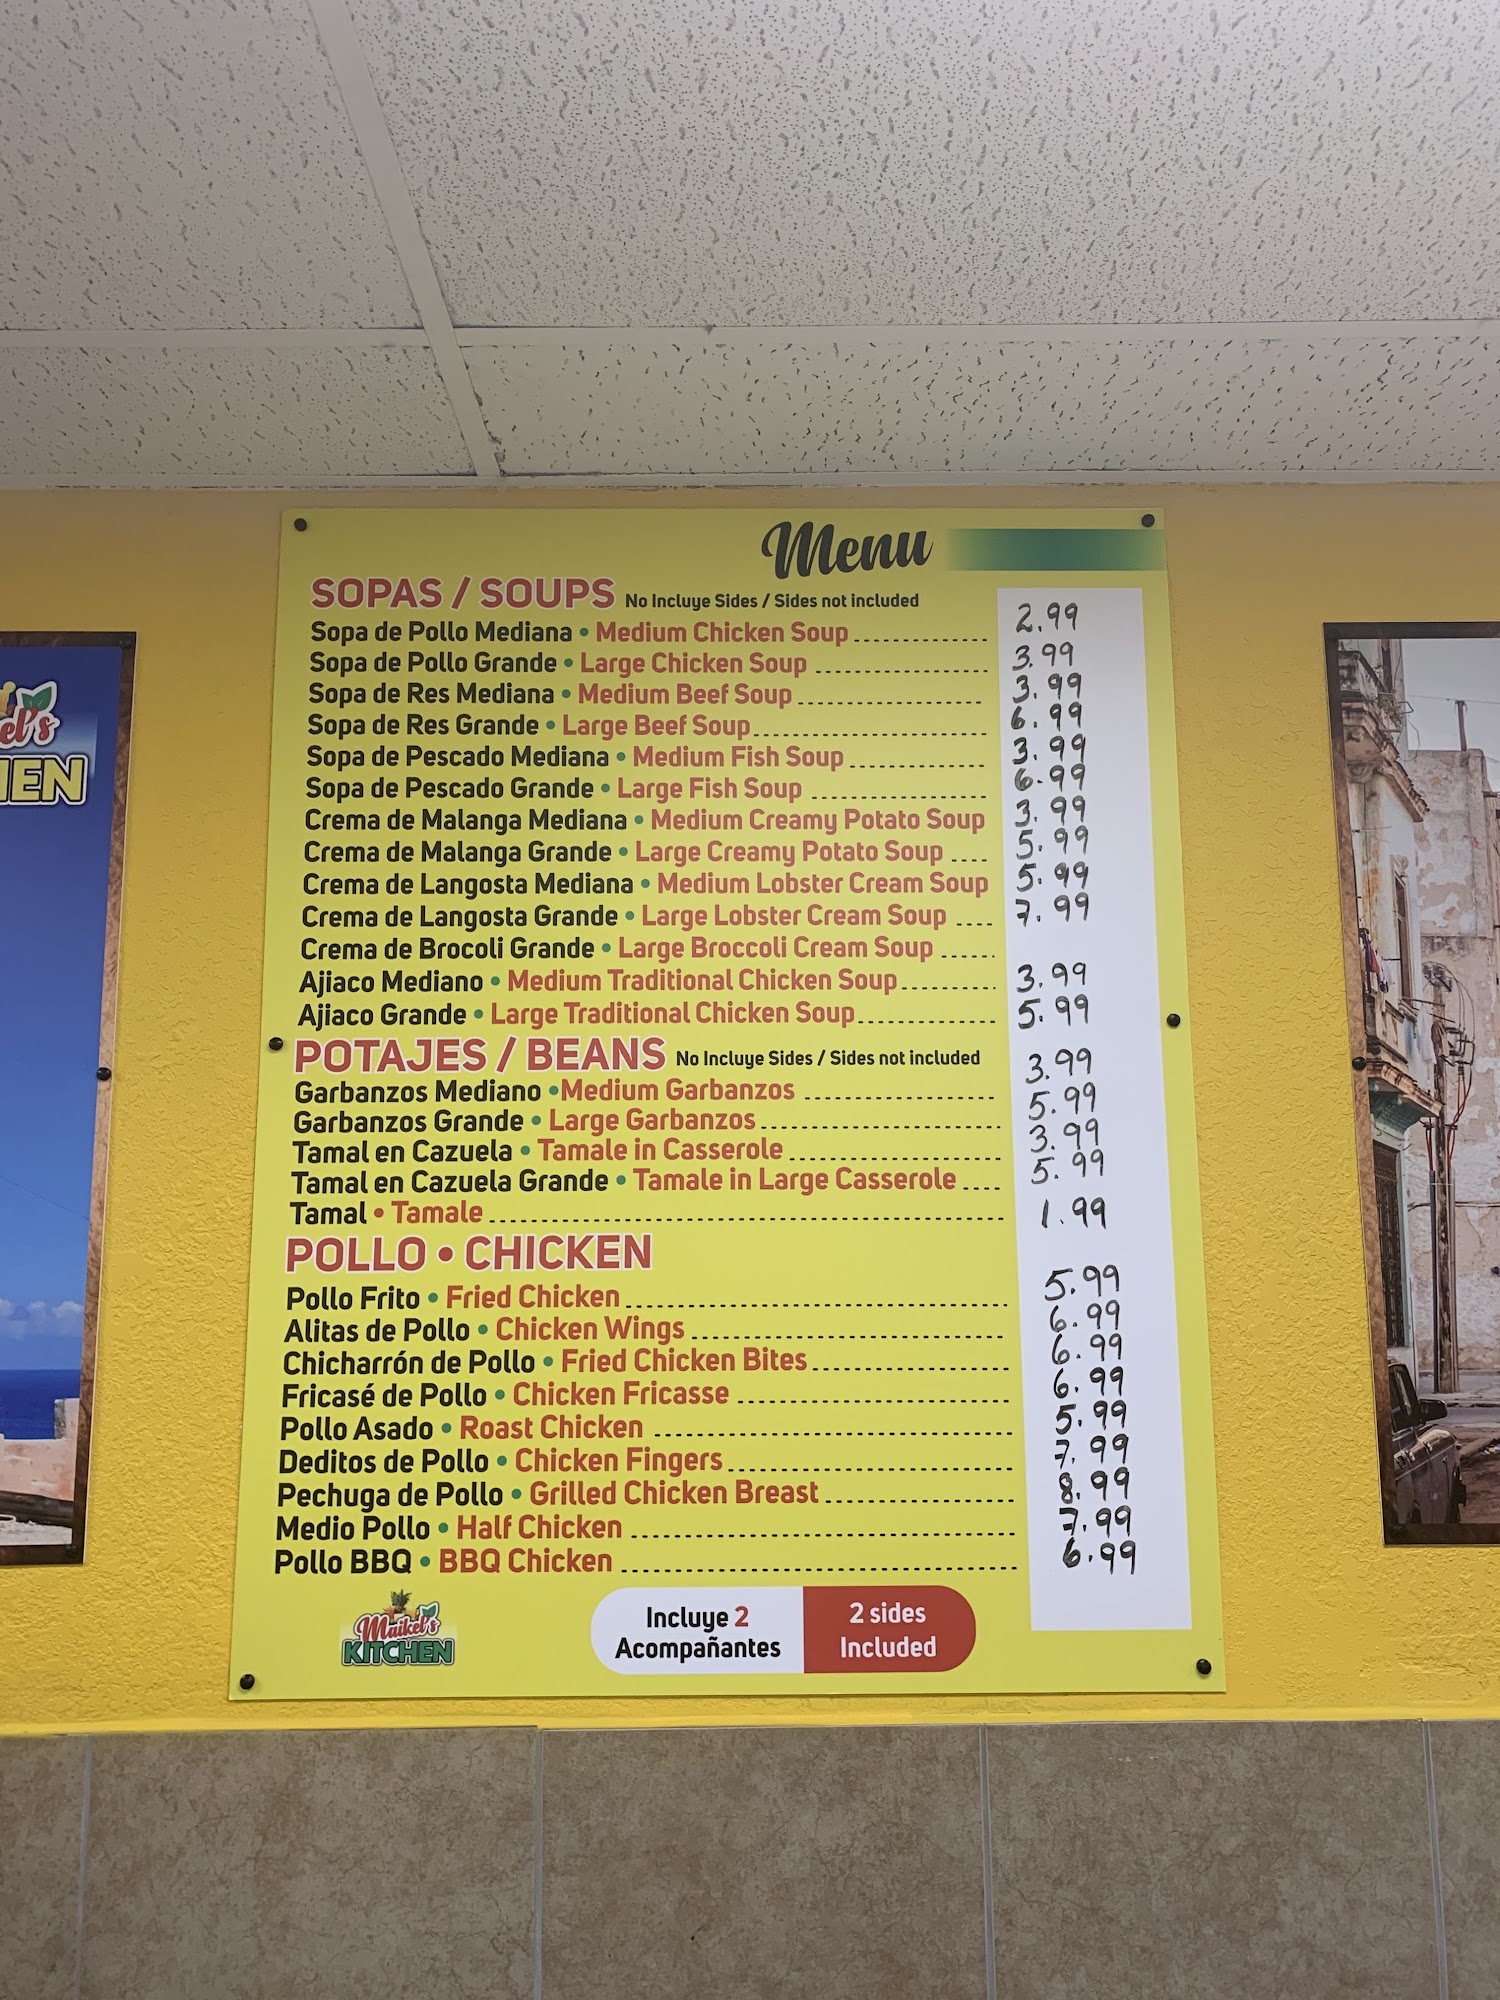 Menu
SOPAS / SOUPS No Incluye Sides / Sides not included
Sopa de Pollo Mediana • Medium Chicken Soup 2.99
Sopa de Pollo Grande • Large Chicken Soup 3.99
Sopa de Res Mediana • Medium Beef Soup 3.99
Sopa de Res Grande • Large Beef Soup 6.99
Sopa de Pescado Mediana • Medium Fish Soup 3.99
Sopa de Pescado Grande • Large Fish Soup 6.99
Crema de Malanga Mediana • Medium Creamy Potato Soup 3.99
Crema de Malanga Grande • Large Creamy Potato Soup 5.99
Crema de Langosta Mediana • Medium Lobster Cream Soup 5.99
Crema de Langosta Grande • Large Lobster Cream Soup 7.99
Crema de Brocoli Grande • Large Broccoli Cream Soup
Ajiaco Mediano • Medium Traditional Chicken Soup 3.99
Ajiaco Grande • Large Traditional Chicken Soup 5.99
POTAJES / BEANS No Incluye Sides / Sides not included
Garbanzos Mediano • Medium Garbanzos 3.99
Garbanzos Grande • Large Garbanzos 5.99
Tamal en Cazuela • Tamale in Casserole 3.99
Tamal en Cazuela Grande • Tamale in Large Casserole 5.99
Tamal • Tamale 1.99
POLLO • CHICKEN
Pollo Frito • Fried Chicken 5.99
Alitas de Pollo • Chicken Wings 6.99
Chicharrón de Pollo • Fried Chicken Bites 6.99
Fricasé de Pollo • Chicken Fricasse 6.99
Pollo Asado • Roast Chicken 5.99
Deditos de Pollo • Chicken Fingers 7.99
Pechuga de Pollo • Grilled Chicken Breast 8.99
Medio Pollo • Half Chicken 7.99
Pollo BBQ • BBQ Chicken 6.99
Maikel's
KITCHEN
Incluye 2
Acompañantes
2 sides
Included